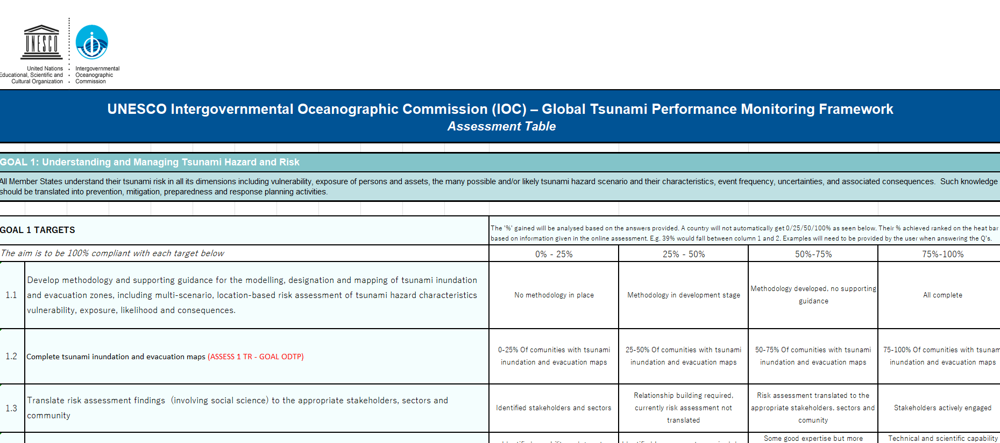 UNESCO
United Nations
Educational, Scientific and
Cultural Organization
Intergovernmental
Oceanographic
Commission
UNESCO Intergovernmental Oceanographic Commission (IOC) – Global Tsunami Performance Monitoring Framework
Assessment Table
GOAL 1: Understanding and Managing Tsunami Hazard and Risk
All Member States understand their tsunami risk in all its dimensions including vulnerability, exposure of persons and assets, the many possible and/or likely tsunami hazard scenario and their characteristics, event frequency, uncertainties, and associated consequences. Such knowledge
should be translated into prevention, mitigation, preparedness and response planning activities.
GOAL 1 TARGETS
The '%' gained will be analysed based on the answers provided. A country will not automatically get 0/25/50/100% as seen below. Their % achieved ranked on the heat bar
based on information given in the online assessment. E.g. 39% would fall between column 1 and 2. Examples will need to be provided by the user when answering the Q's.
The aim is to be 100% compliant with each target below
0% - 25%
25% - 50%
50%-75%
75%-100%
1.1
Develop methodology and supporting guidance for the modelling, designation and mapping of tsunami inundation
and evacuation zones, including multi-scenario, location-based risk assessment of tsunami hazard characteristics
vulnerability, exposure, likelihood and consequences.
No methodology in place
Methodology in development stage
Methodology developed, no supporting
guidance
All complete
1.2
Complete tsunami inundation and evacuation maps (ASSESS 1 TR - GOAL ODTP)
0-25% Of comunities with tsunami
inundation and evacuation maps
25-50% Of comunities with tsunami
inundation and evacuation maps
50-75% Of comunities with tsunami
inundation and evacuation maps
75-100% Of comunities with tsunam
inundation and evacuation maps
1.3
Translate risk assessment findings (involving social science) to the appropriate stakeholders, sectors and
community
Identified stakeholders and sectors
Relationship building required,
currently risk assessment not
translated
Risk assessment translated to the
appropriate stakeholders, sectors and
comunity
Stakeholders actively engaged
Some good expertise but more
Technical and scientific capability